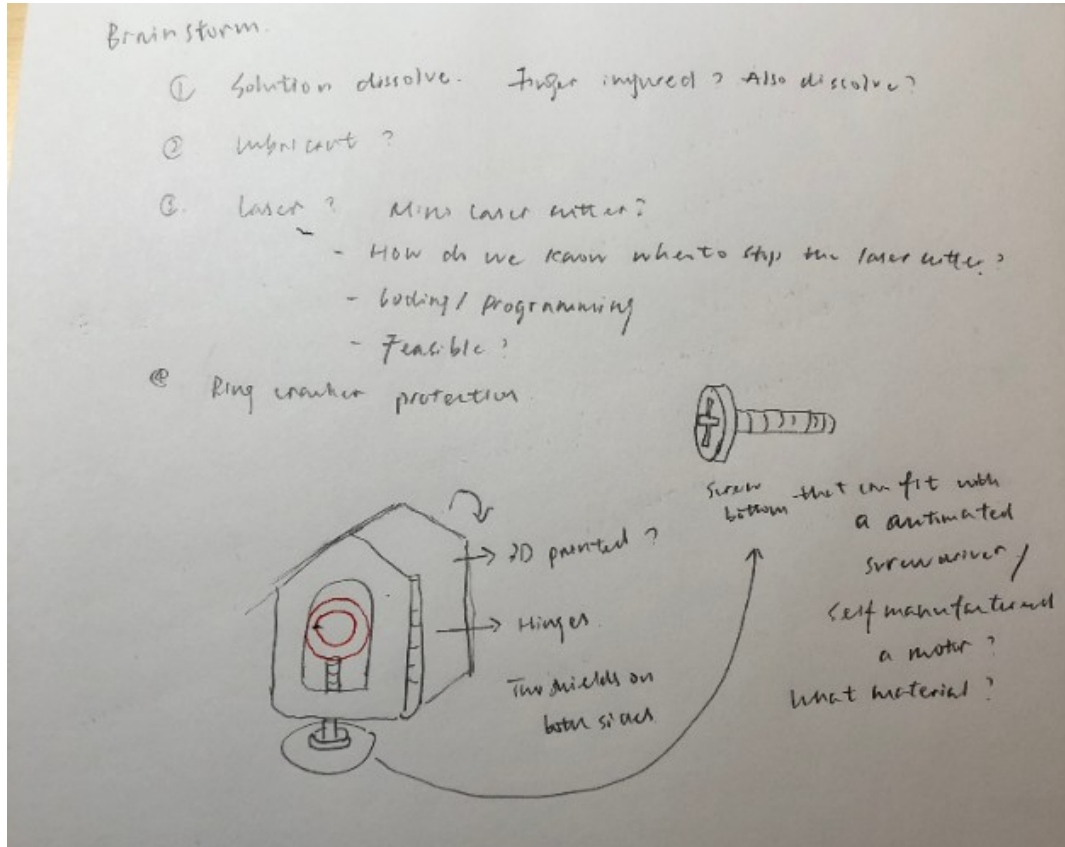 Brainstorm.
① Solution dissolve. Finger injured? Also dissolve?
② Lubricant?
③. Laser? Mini laser cutter?
- How do we know when to stop the laser cutter?
- Coding/Programming
- Feasible?
④ Ring cracker protection
Screw
bottom that can fit with
a automated
screwdriver/
self manufactured
a motor?
What material?
→ 3D printed?
→ Hinges.
Two shields on
both sides